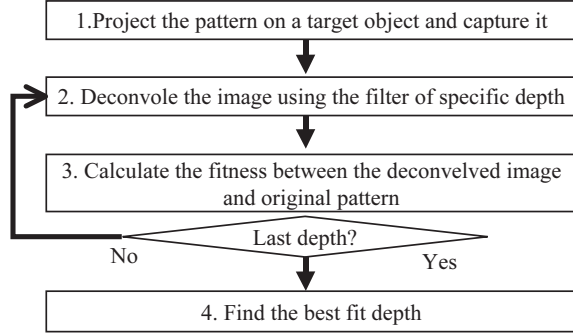 1.Project the pattern on a target object and capture it
2. Deconvole the image using the filter of specific depth
3. Calculate the fitness between the deconvelved image
and original pattern
Last depth?
No
Yes
4. Find the best fit depth